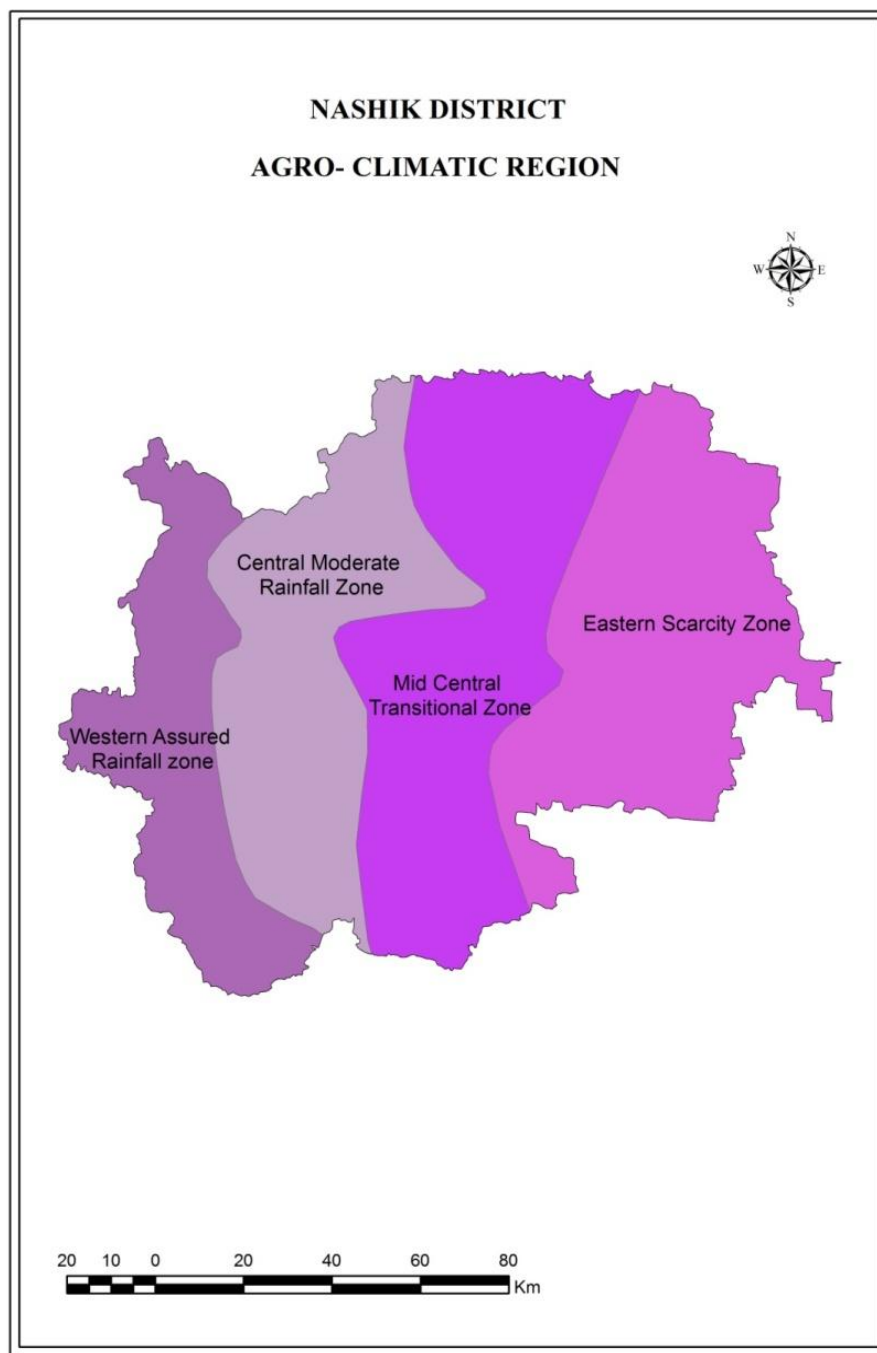 NASHIK DISTRICT
AGRO- CLIMATIC REGION
N
W E
S
Central Moderate
Rainfall Zone
Eastern Scarcity Zone
Mid Central
Transitional Zone
Western Assured
Rainfall zone
20 10 0 20 40 60 80
Km